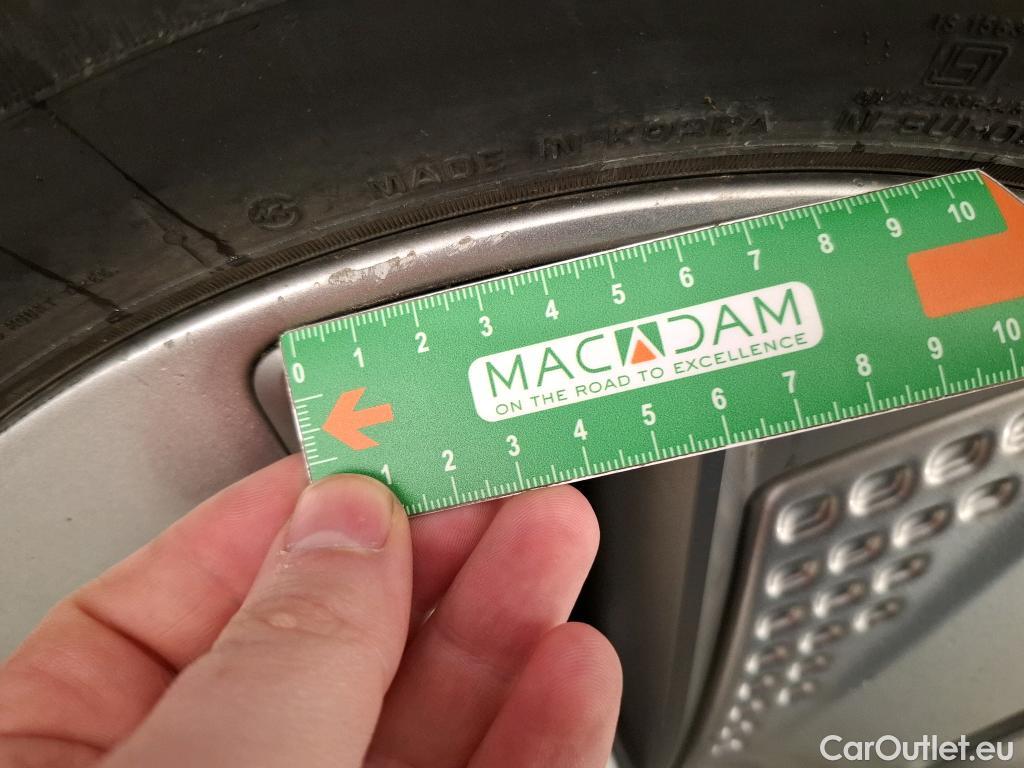 MADE IN KOREA
0 1 2 3 4 5 6 7 8 9 10
MACADAM
ON THE ROAD TO EXCELLENCE
1 2 3 4 5 6 7 8 9 10
CarOutlet.eu